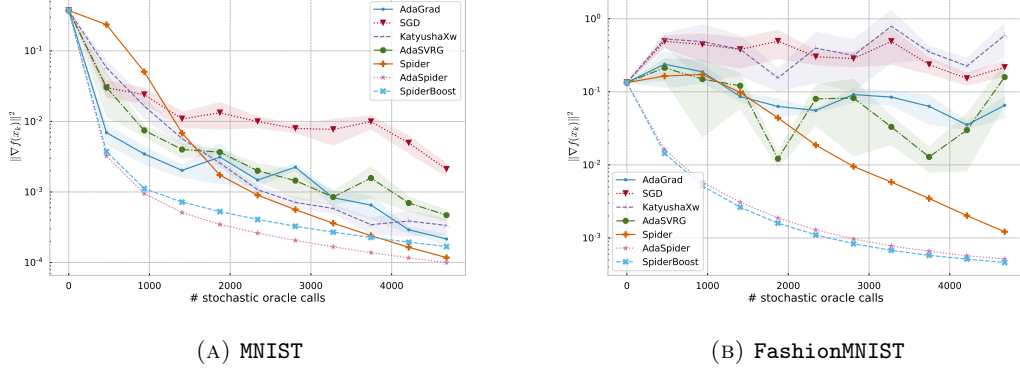 10^{-1}
10^{-2}
10^{-3}
10^{-4}
‖∇f(x_k)‖²
0
1000
2000
3000
4000
# stochastic oracle calls
AdaGrad
SGD
KatyushaXw
AdaSVRG
Spider
AdaSpider
SpiderBoost
(A) MNIST
10^{0}
10^{-1}
10^{-2}
10^{-3}
‖∇f(x_k)‖²
0
1000
2000
3000
4000
# stochastic oracle calls
AdaGrad
SGD
KatyushaXw
AdaSVRG
Spider
AdaSpider
SpiderBoost
(B) FashionMNIST